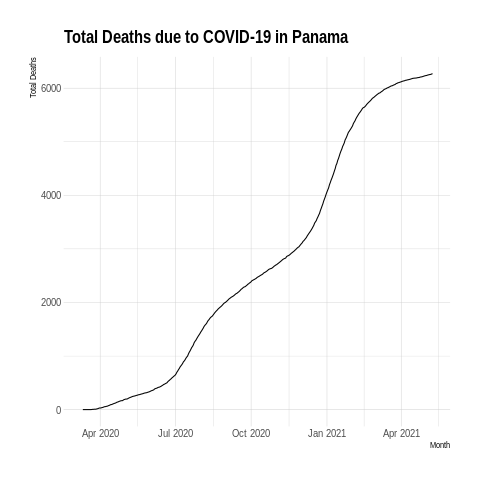 Total Deaths due to COVID-19 in Panama
Total Deaths
6000
4000
2000
0
Apr 2020 Jul 2020 Oct 2020 Jan 2021 Apr 2021
Month